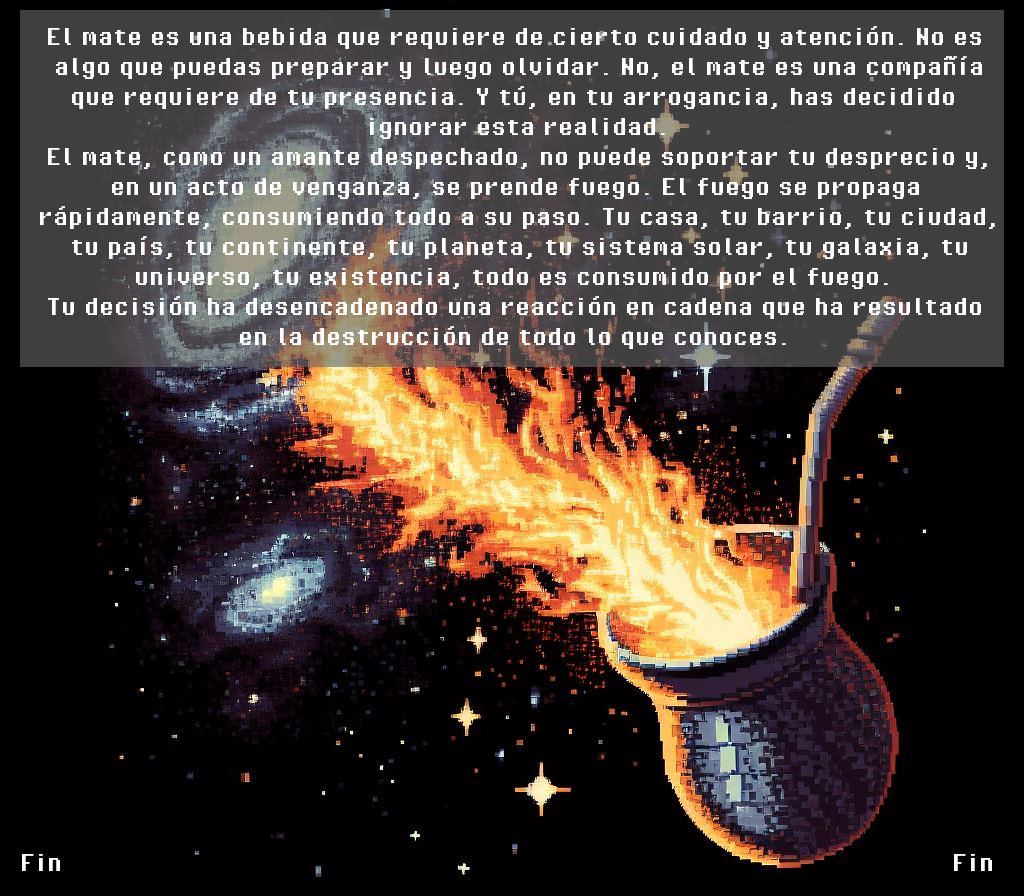 El mate es una bebida que requiere de cierto cuidado y atención. No es
algo que puedas preparar y luego olvidar. No, el mate es una compañía
que requiere de tu presencia. Y tú, en tu arrogancia, has decidido
ignorar esta realidad.
El mate, como un amante despechado, no puede soportar tu desprecio y,
en un acto de venganza, se prende fuego. El fuego se propaga
rápidamente, consumiendo todo a su paso. Tu casa, tu barrio, tu ciudad,
tu país, tu continente, tu planeta, tu sistema solar, tu galaxia, tu
universo, tu existencia, todo es consumido por el fuego.
Tu decisión ha desencadenado una reacción en cadena que ha resultado
en la destrucción de todo lo que conoces.
Fin
Fin